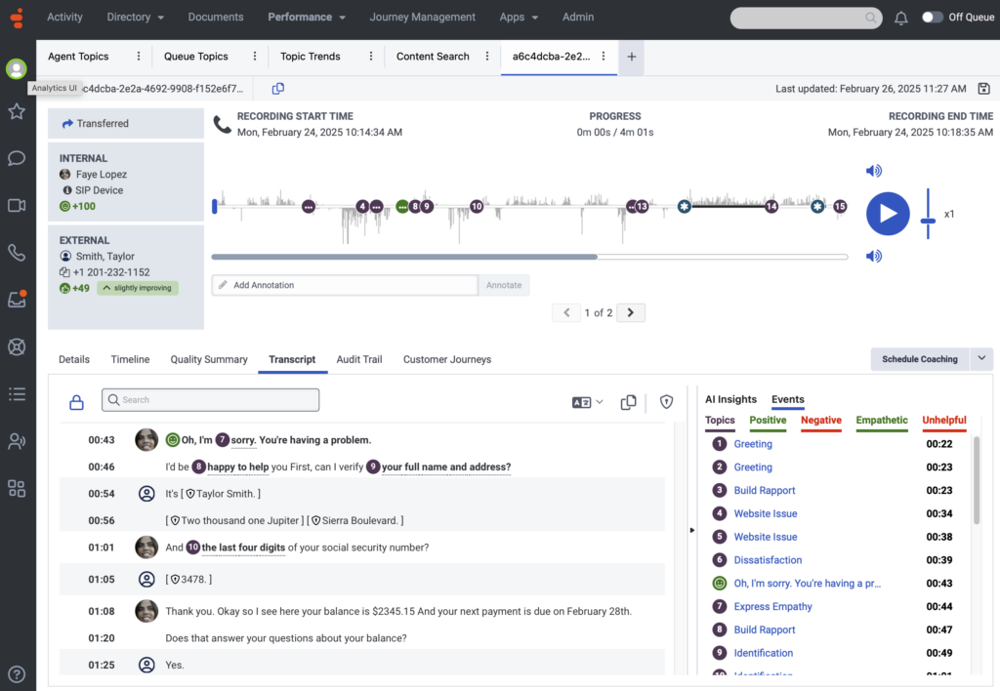 Activity Directory Documents Performance Journey Management Apps Admin Off Queue
Agent Topics Queue Topics Topic Trends Content Search a6c4dcba-2e2... +
Analytics UI c4dcba-2e2a-4692-9908-f152e6f7... Last updated: February 26, 2025 11:27 AM
Transferred
RECORDING START TIME PROGRESS RECORDING END TIME
Mon, February 24, 2025 10:14:34 AM 0m 00s / 4m 01s Mon, February 24, 2025 10:18:35 AM
INTERNAL
Faye Lopez
SIP Device
+100
4 8 9 10 13 14 15 x1
EXTERNAL
Smith, Taylor
+1 201-232-1152
+49 slightly improving
Add Annotation Annotate
1 of 2
Details Timeline Quality Summary Transcript Audit Trail Customer Journeys Schedule Coaching
Search
00:43 Oh, I'm 7 sorry. You're having a problem.
00:46 I'd be 8 happy to help you First, can I verify 9 your full name and address?
00:54 It's [ Taylor Smith. ]
00:56 [ Two thousand one Jupiter ] [ Sierra Boulevard. ]
01:01 And 10 the last four digits of your social security number?
01:05 [ 3478. ]
01:08 Thank you. Okay so I see here your balance is $2345.15 And your next payment is due on February 28th.
01:20 Does that answer your questions about your balance?
01:25 Yes.
AI Insights Events
Topics Positive Negative Empathetic Unhelpful
1 Greeting 00:22
2 Greeting 00:23
3 Build Rapport 00:23
4 Website Issue 00:34
5 Website Issue 00:38
6 Dissatisfaction 00:39
Oh, I'm sorry. You're having a pr... 00:43
7 Express Empathy 00:44
8 Build Rapport 00:47
9 Identification 00:49
10 Identification 01:01